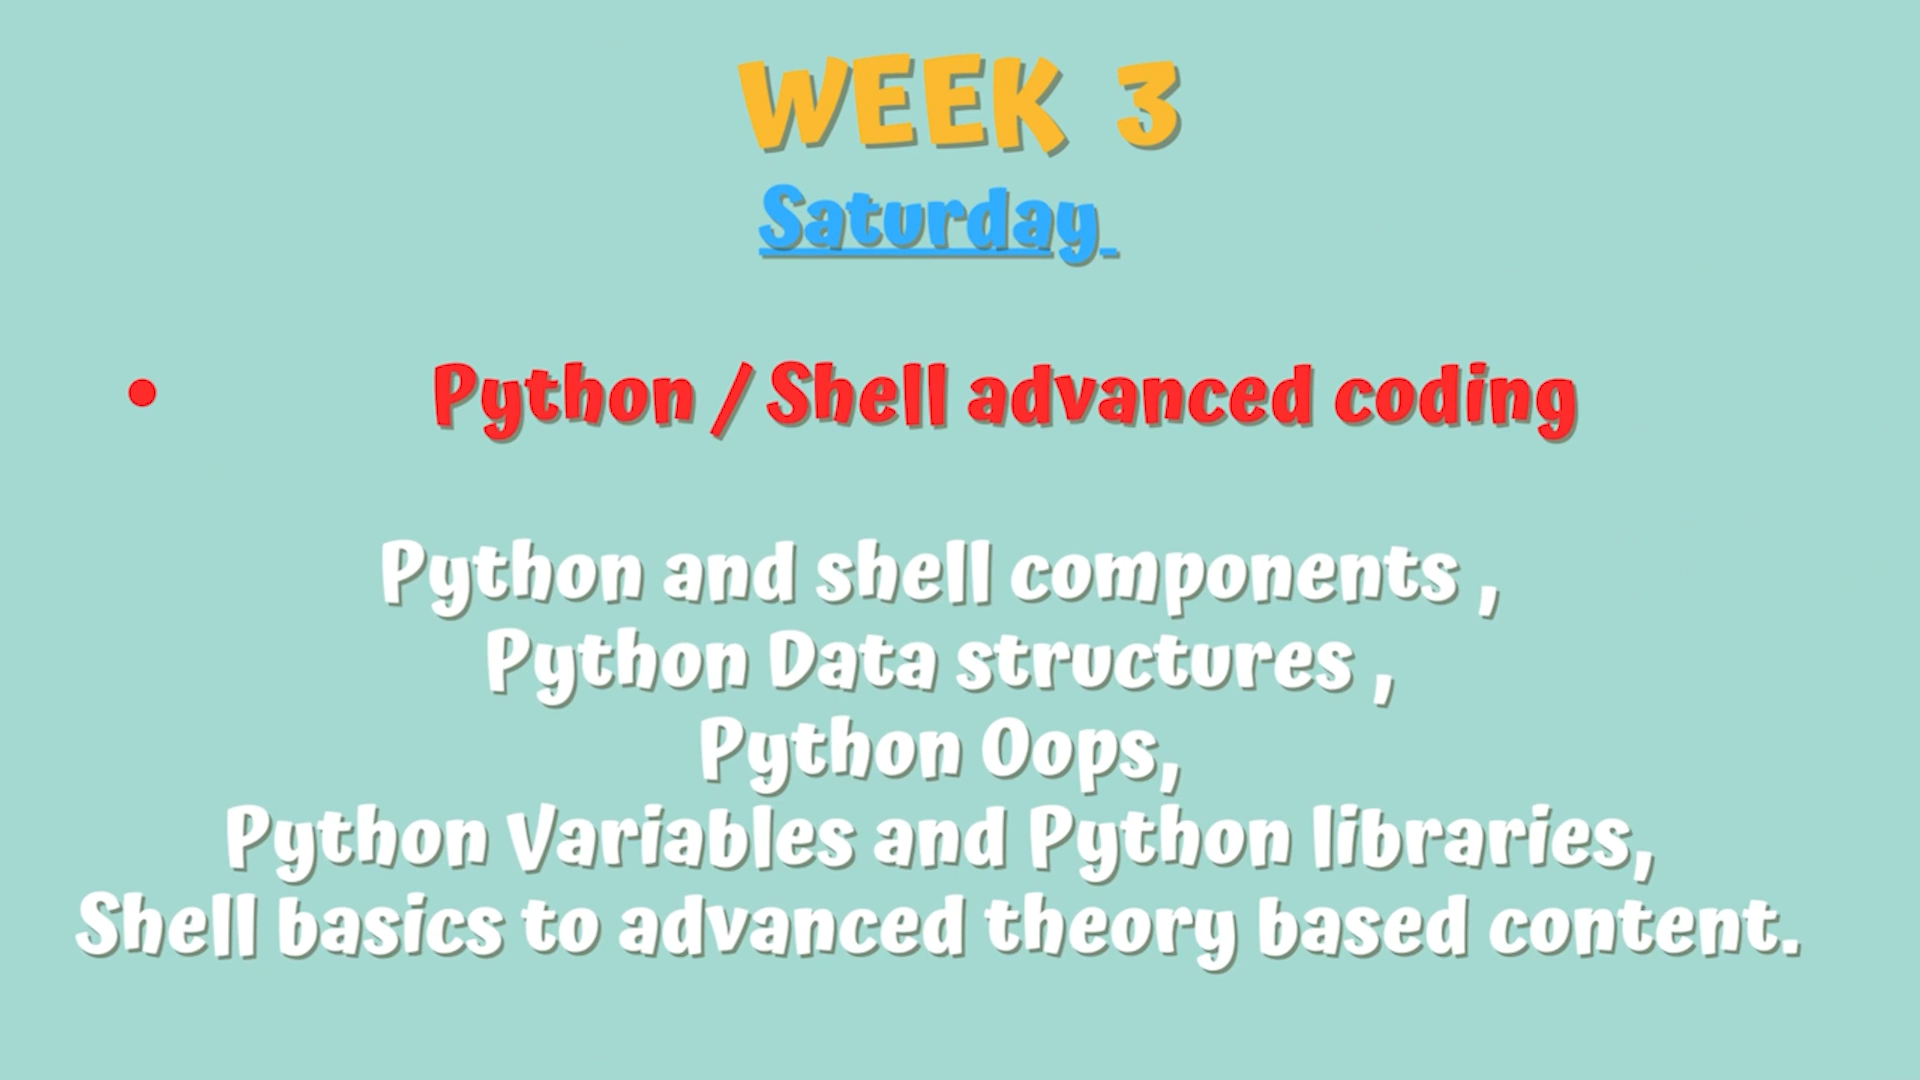 WEEK 3
Saturday
• Python / Shell advanced coding
Python and shell components ,
Python Data structures ,
Python Oops,
Python Variables and Python libraries,
Shell basics to advanced theory based content.